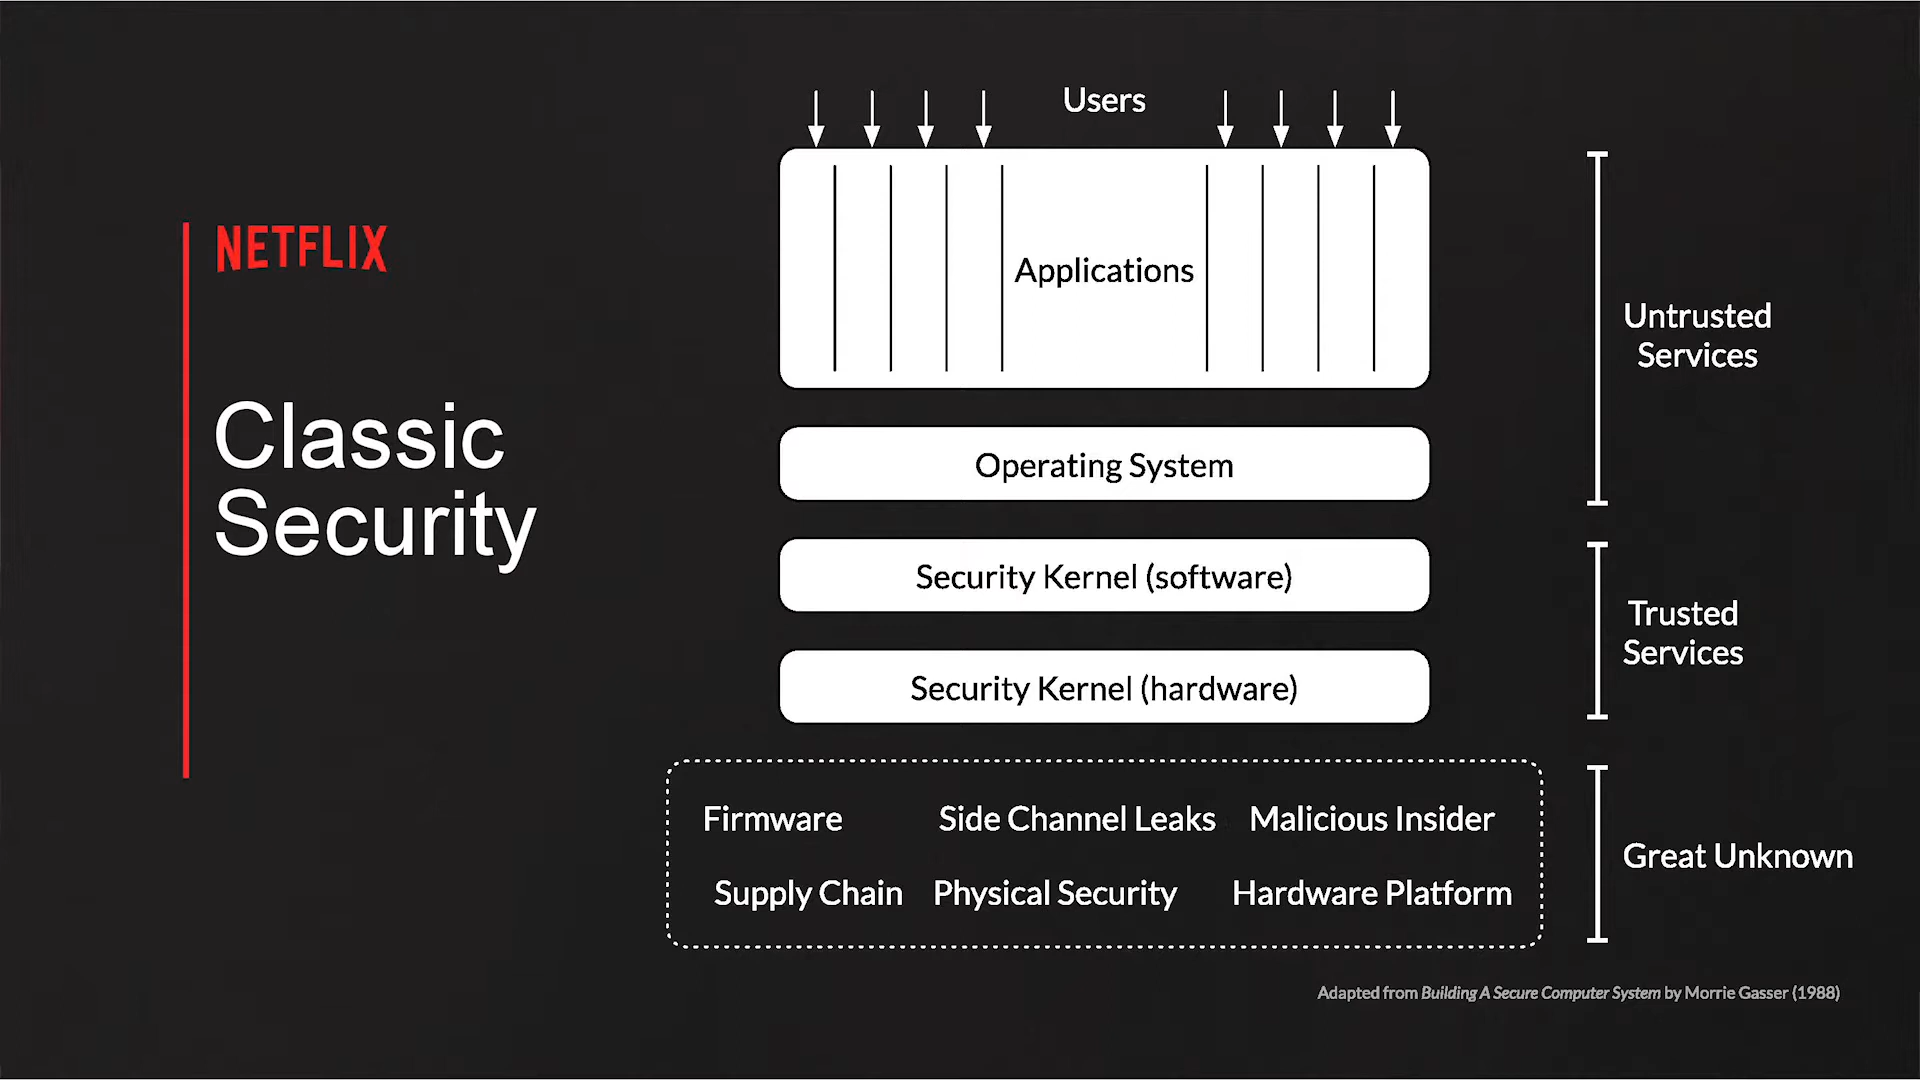 NETFLIX
Classic
Security
Users
Applications
Operating System
Security Kernel (software)
Security Kernel (hardware)
Firmware Side Channel Leaks Malicious Insider
Supply Chain Physical Security Hardware Platform
Untrusted
Services
Trusted
Services
Great Unknown
Adapted from Building A Secure Computer System by Morrie Gasser (1988)